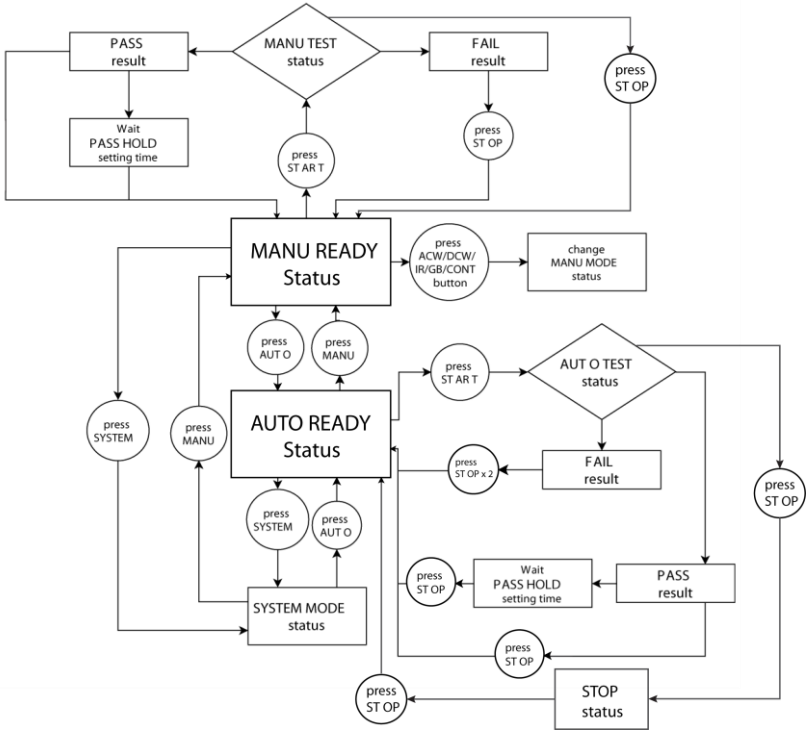 PASS
result
MANU TEST
status
FAIL
result
press
ST OP
Wait
PASS HOLD
setting time
press
ST AR T
press
ST OP
MANU READY
Status
press
ACW/DCW/
IR/GB/CONT
button
change
MANU MODE
status
press
AUT O
press
MANU
press
ST AR T
AUT O TEST
status
press
SYSTEM
press
MANU
AUTO READY
Status
press
ST OP x 2
FAIL
result
press
ST OP
press
SYSTEM
press
AUT O
press
ST OP
Wait
PASS HOLD
setting time
PASS
result
SYSTEM MODE
status
press
ST OP
press
ST OP
STOP
status